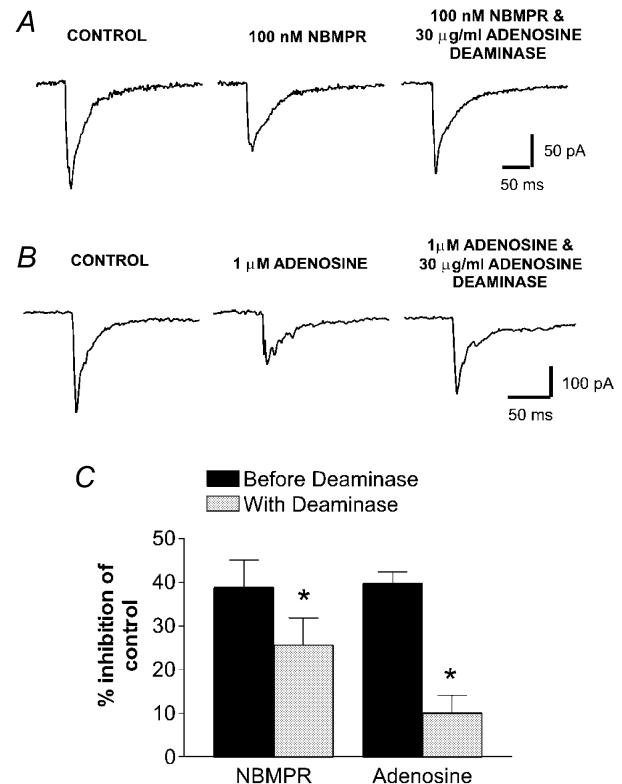 A
CONTROL
100 nM NBMPR
100 nM NBMPR &
30 μg/ml ADENOSINE
DEAMINASE
50 pA
50 ms
B
CONTROL
1 μM ADENOSINE
1μM ADENOSINE &
30 μg/ml ADENOSINE
DEAMINASE
100 pA
50 ms
C
Before Deaminase
With Deaminase
% inhibition of
control
50
40
30
20
10
0
*
*
NBMPR
Adenosine